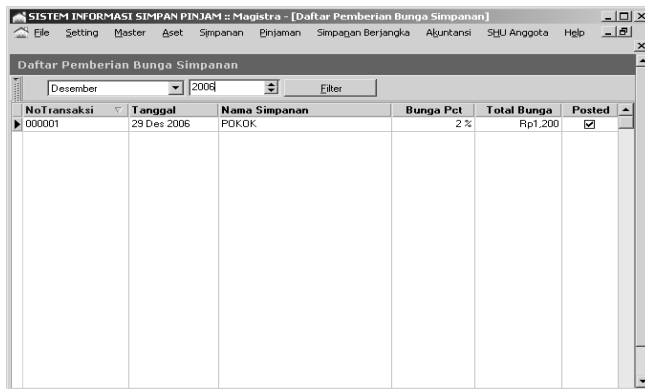 SISTEM INFORMASI SIMPAN PINJAM :: Magistra - [Daftar Pemberian Bunga Simpanan]
File Setting Master Aset Simpanan Pinjaman Simpanan Berjangka Akuntansi SHU Anggota Help
Daftar Pemberian Bunga Simpanan
Desember 2006 Filter
NoTransaksi Tanggal Nama Simpanan Bunga Pct Total Bunga Posted
000001 29 Des 2006 POKOK 2 % Rp1,200